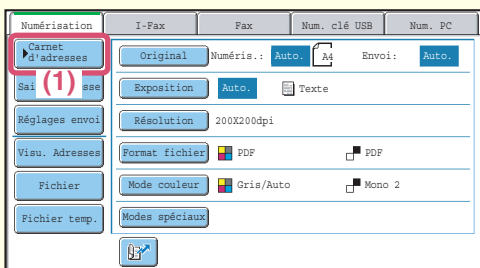 Numérisation I-Fax Fax Num. clé USB Num. PC
Carnet
d'adresses
Original Numéris.: Auto. A4 Envoi: Auto.
(1)
Exposition Auto. Texte
Réglages envoi Résolution 200X200dpi
Visu. Adresses Format fichier PDF PDF
Fichier Mode couleur Gris/Auto Mono 2
Fichier temp. Modes spéciaux